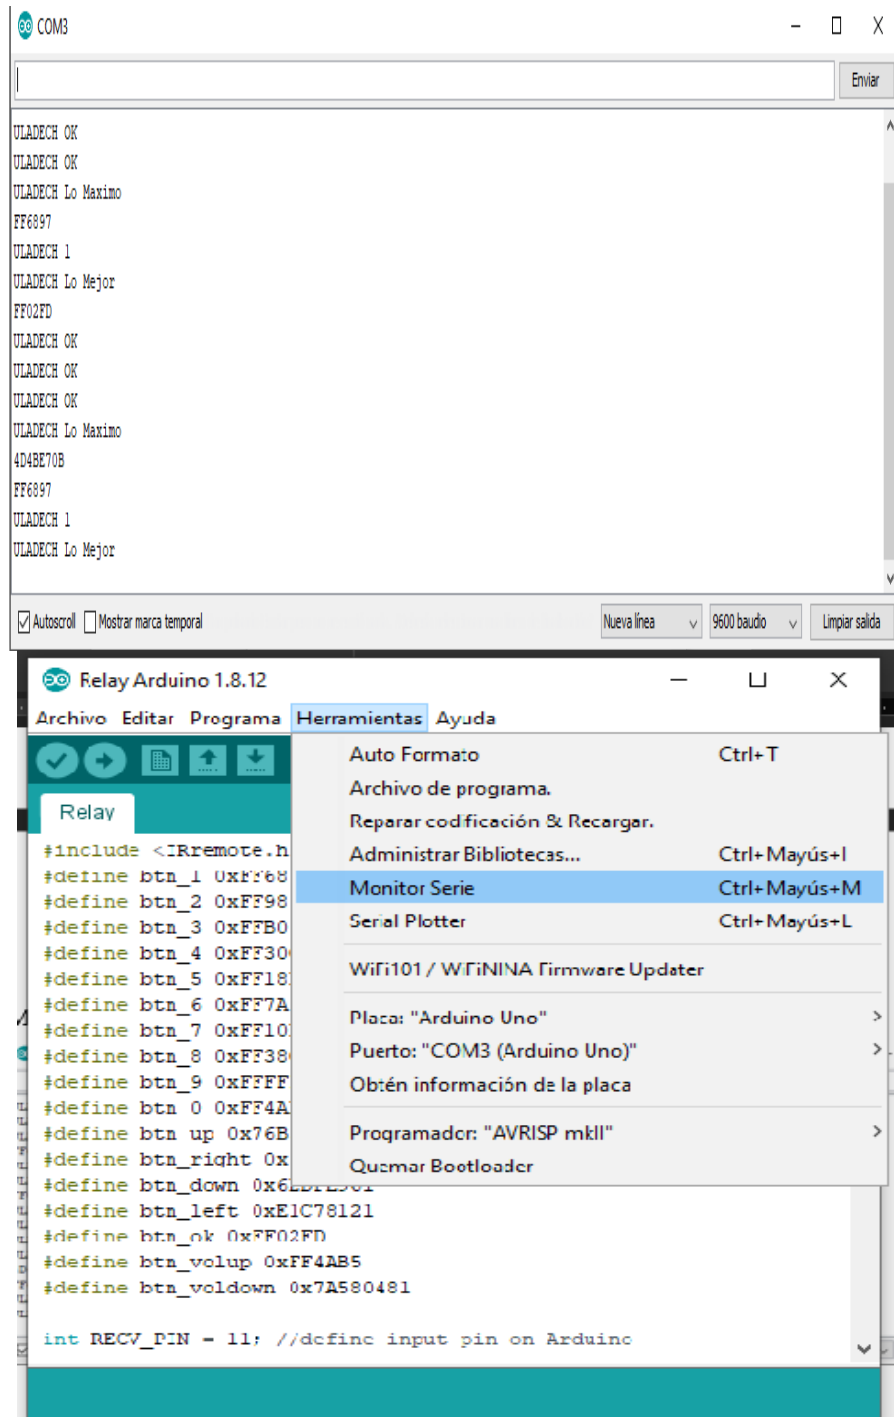 COM3
Enviar
ULADECH OK
ULADECH OK
ULADECH Lo Maximo
FF6897
ULADECH 1
ULADECH Lo Mejor
FF02FD
ULADECH OK
ULADECH OK
ULADECH OK
ULADECH Lo Maximo
4D4BE70B
FF6897
ULADECH 1
ULADECH Lo Mejor
Autoscroll Mostrar marca temporal Nueva línea 9600 baudio Limpiar salida
Relay Arduino 1.8.12
Archivo Editar Programa Herramientas Ayuda
Auto Formato Ctrl+T
Archivo de programa.
Reparar codificación & Recargar.
Administrar Bibliotecas... Ctrl+Mayús+I
Monitor Serie Ctrl+Mayús+M
Serial Plotter Ctrl+Mayús+L
WiFi101 / WiFiNINA Firmware Updater
Placa: "Arduino Uno"
Puerto: "COM3 (Arduino Uno)"
Obtén información de la placa
Programador: "AVRISP mkII"
Quemar Bootloader
Relay
#include <IRremote.h
#define btn_1 0xFF68
#define btn_2 0xFF98
#define btn_3 0xFFB0
#define btn_4 0xFF30
#define btn_5 0xFF18
#define btn_6 0xFF7A
#define btn_7 0xFF10
#define btn_8 0xFF38
#define btn_9 0xFFFF
#define btn_0 0xFF4A
#define btn_up 0x76B
#define btn_right 0x
#define btn_down
#define btn_left 0xE1C78121
#define btn_ok 0xFF02FD
#define btn_volup 0xFF4AB5
#define btn_voldown 0x7A580481
int RECV_PIN = 11; //define input pin on Arduino